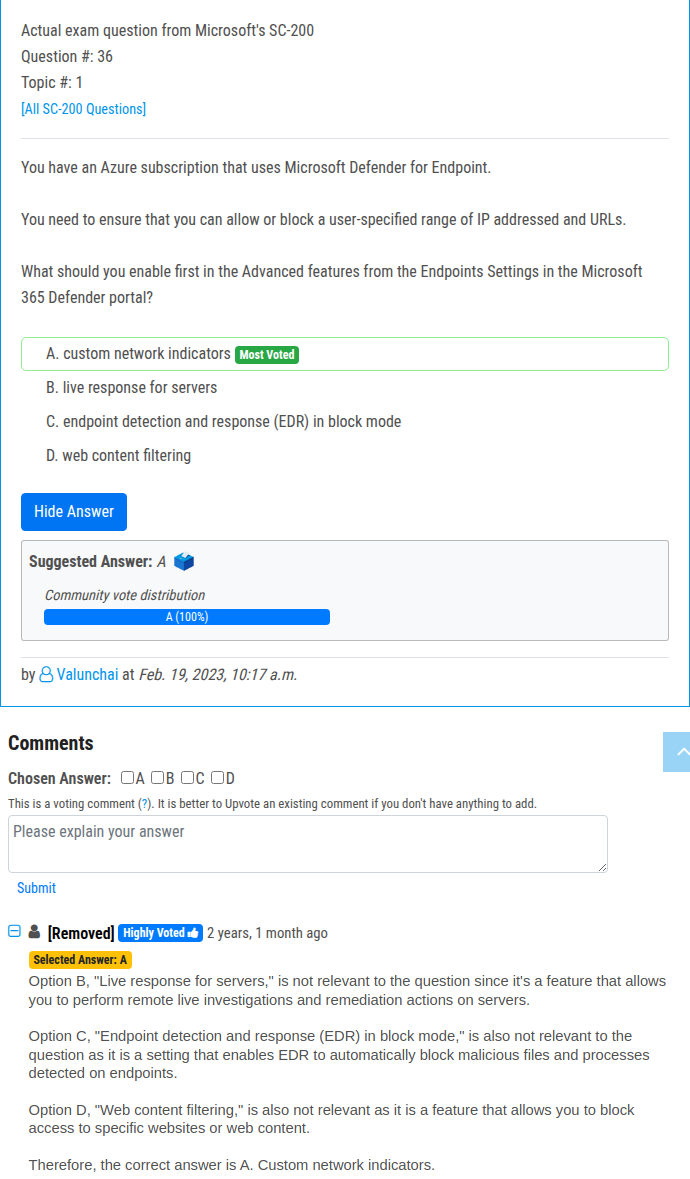 Actual exam question from Microsoft's SC-200
Question #: 36
Topic #: 1
[All SC-200 Questions]
You have an Azure subscription that uses Microsoft Defender for Endpoint.
You need to ensure that you can allow or block a user-specified range of IP addressed and URLs.
What should you enable first in the Advanced features from the Endpoints Settings in the Microsoft
365 Defender portal?
A. custom network indicators Most Voted
B. live response for servers
C. endpoint detection and response (EDR) in block mode
D. web content filtering
Hide Answer
Suggested Answer: A
Community vote distribution
A (100%)
by Valunchai at Feb. 19, 2023, 10:17 a.m.
Comments
Chosen Answer: A B C D
This is a voting comment (?). It is better to Upvote an existing comment if you don't have anything to add.
Please explain your answer
Submit
[Removed] Highly Voted 2 years, 1 month ago
Selected Answer: A
Option B, "Live response for servers," is not relevant to the question since it's a feature that allows
you to perform remote live investigations and remediation actions on servers.
Option C, "Endpoint detection and response (EDR) in block mode," is also not relevant to the
question as it is a setting that enables EDR to automatically block malicious files and processes
detected on endpoints.
Option D, "Web content filtering," is also not relevant as it is a feature that allows you to block
access to specific websites or web content.
Therefore, the correct answer is A. Custom network indicators.